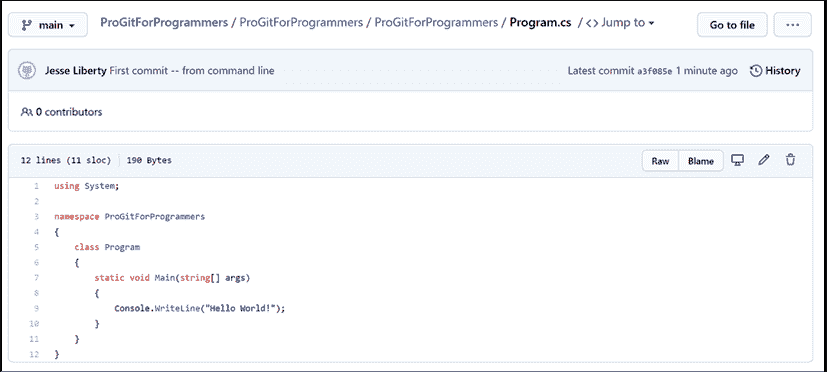 main
ProGitForProgrammers / ProGitForProgrammers / ProGitForProgrammers / Program.cs / <> Jump to
Go to file
...
Jesse Liberty First commit -- from command line
Latest commit a3f085e 1 minute ago
History
0 contributors
12 lines (11 sloc) 190 Bytes
Raw
Blame
1 using System;
2
3 namespace ProGitForProgrammers
4 {
5     class Program
6     {
7         static void Main(string[] args)
8         {
9             Console.WriteLine("Hello World!");
10         }
11     }
12 }